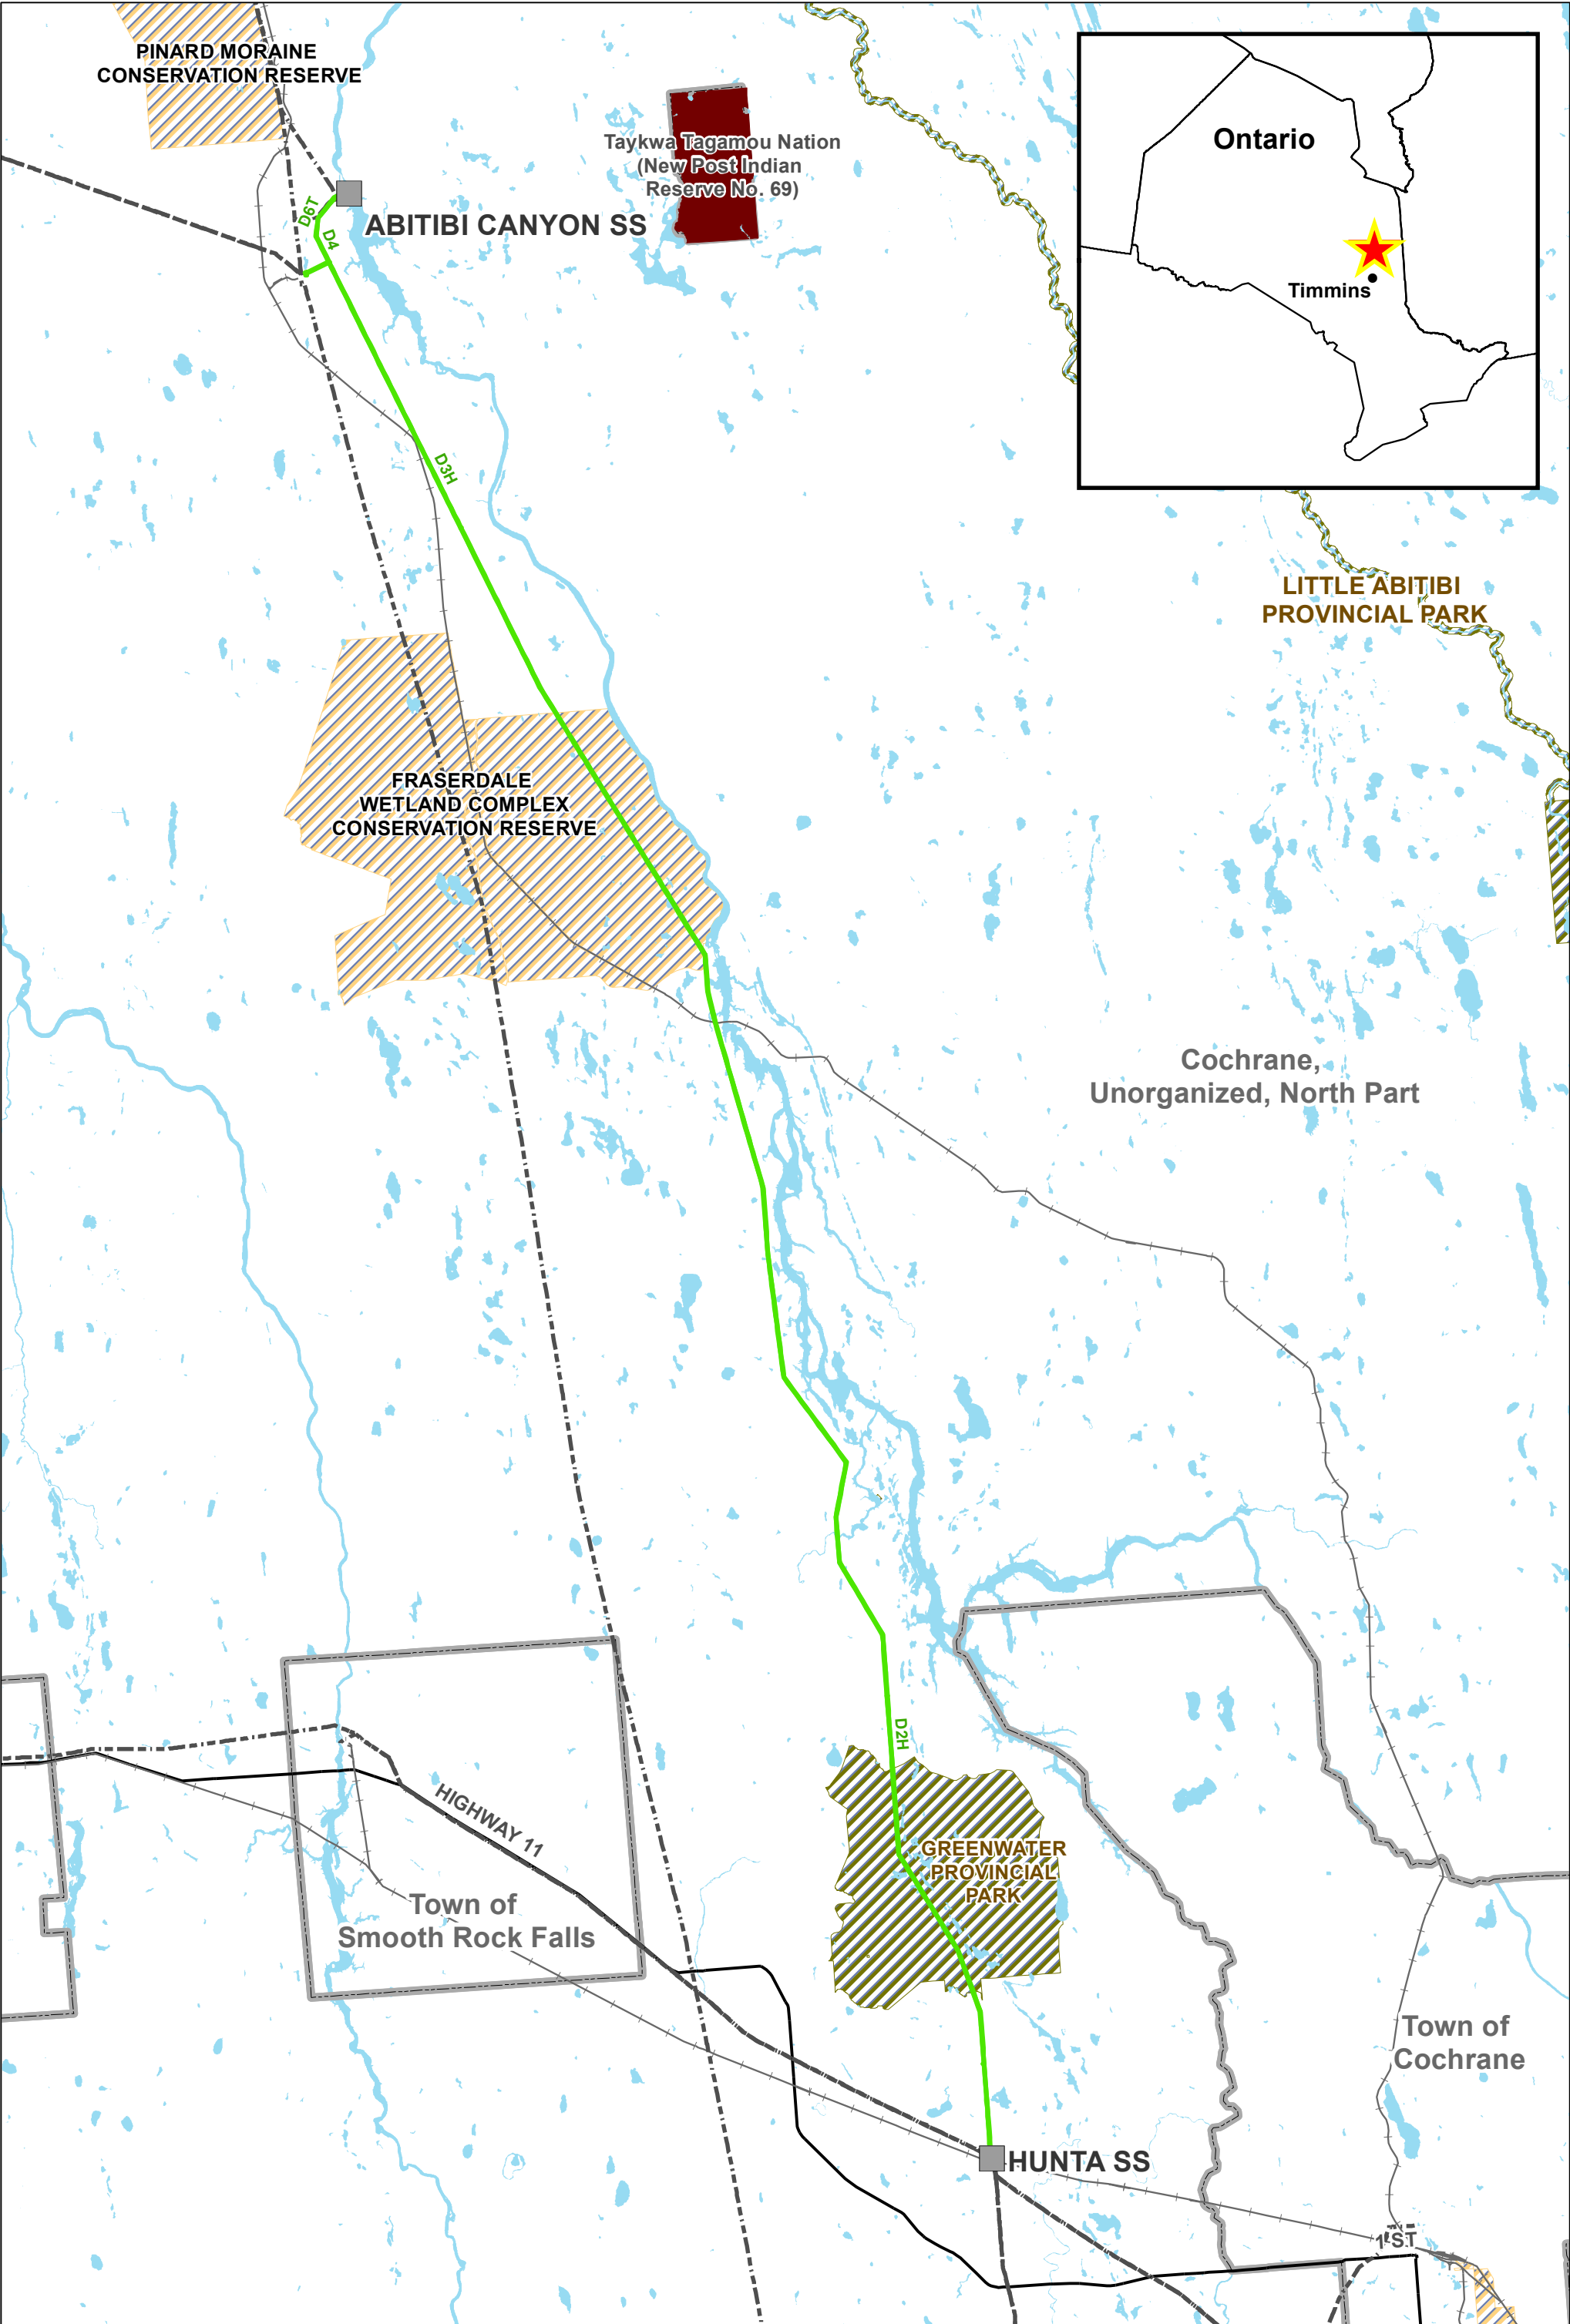 PINARD MORAINE
CONSERVATION RESERVE
Taykwa Tagamou Nation
(New Post Indian
Reserve No. 69)
Ontario
Timmins
D6T
ABITIBI CANYON SS
D4
D3H
LITTLE ABITIBI
PROVINCIAL PARK
FRASERDALE
WETLAND COMPLEX
CONSERVATION RESERVE
Cochrane,
Unorganized, North Part
D2H
HIGHWAY 11
GREENWATER
PROVINCIAL
PARK
Town of
Smooth Rock Falls
Town of
Cochrane
HUNTA SS
1 ST